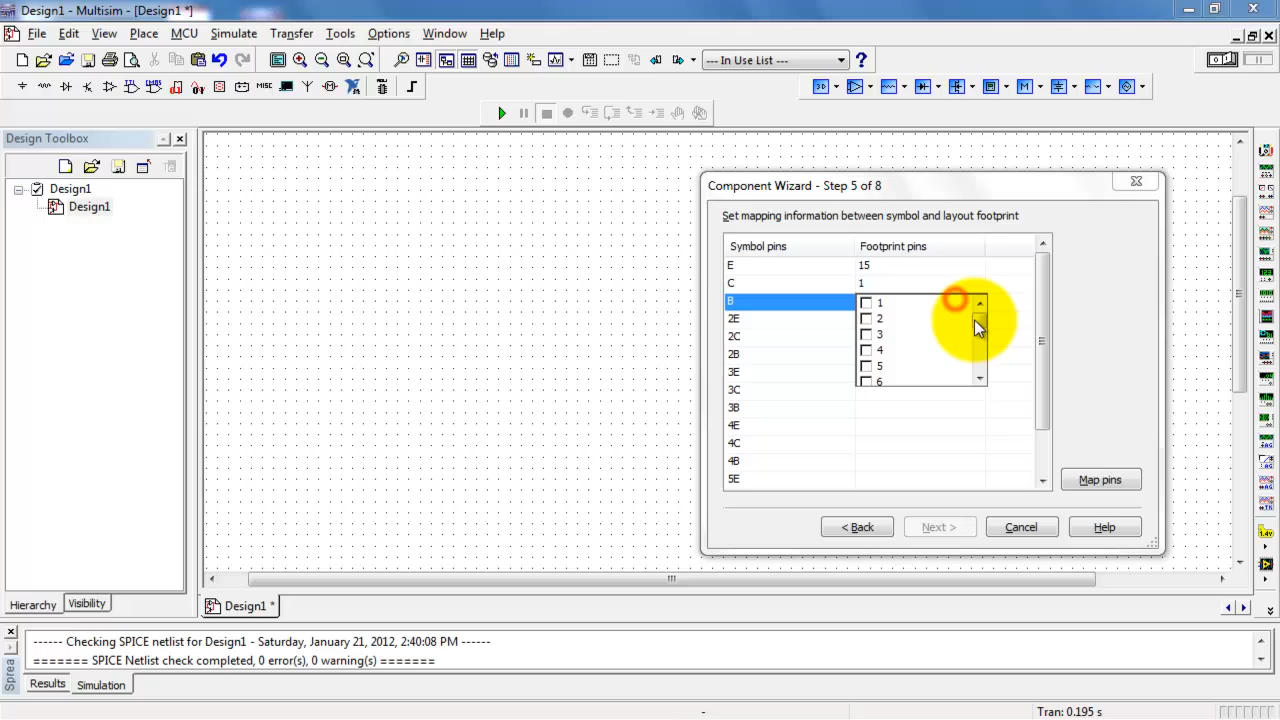 Design1 - Multisim - [Design1 *]
File Edit View Place MCU Simulate Transfer Tools Options Window Help
--- In Use List ---
MISC
Design Toolbox
Design1
Design1
Component Wizard - Step 5 of 8
Set mapping information between symbol and layout footprint
Symbol pins Footprint pins
E 15
C 1
B 1
2E 2
2C 3
2B 4
3E 5
3C 6
3B
4E
4C
4B
5E
Map pins
< Back Next > Cancel Help
Hierarchy Visibility
Design1 *
------ Checking SPICE netlist for Design1 - Saturday, January 21, 2012, 2:40:08 PM ------
======= SPICE Netlist check completed, 0 error(s), 0 warning(s) =======
Sprea
Results Simulation
- Tran: 0.195 s